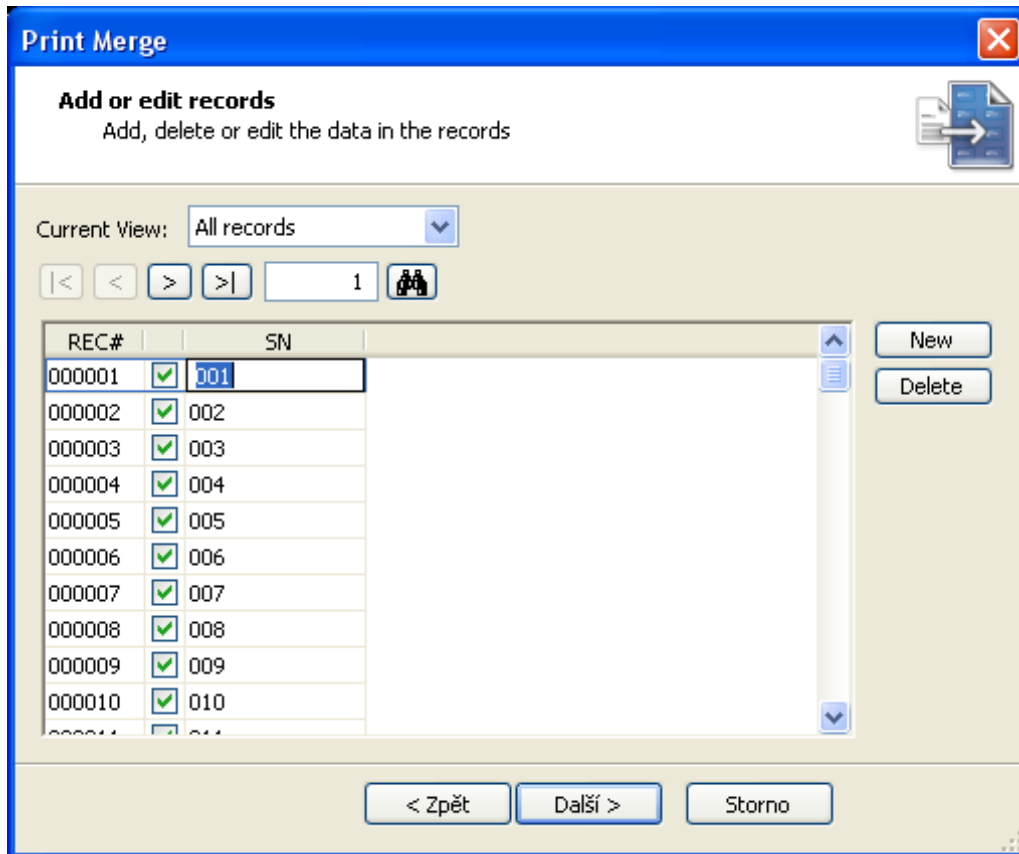 Print Merge
Add or edit records
Add, delete or edit the data in the records
Current View: All records
|< < > >| 1
REC# SN
000001 001
000002 002
000003 003
000004 004
000005 005
000006 006
000007 007
000008 008
000009 009
000010 010
New
Delete
< Zpět Další > Storno